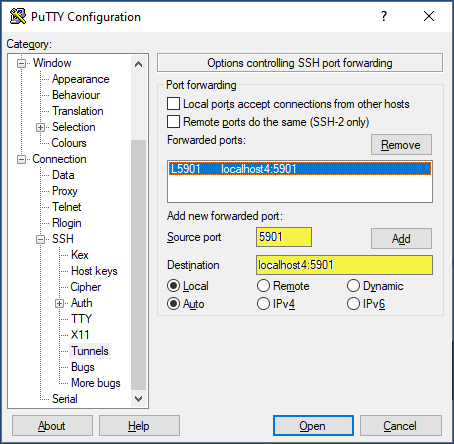 PuTTY Configuration
?
Category:
Window
Appearance
Behaviour
Translation
Selection
Colours
Connection
Data
Proxy
Telnet
Rlogin
SSH
Kex
Host keys
Cipher
Auth
TTY
X11
Tunnels
Bugs
More bugs
Serial
Options controlling SSH port forwarding
Port forwarding
Local ports accept connections from other hosts
Remote ports do the same (SSH-2 only)
Forwarded ports:
Remove
L5901 localhost4:5901
Add new forwarded port:
Source port 5901 Add
Destination localhost4:5901
Local Remote Dynamic
Auto IPv4 IPv6
About Help Open Cancel